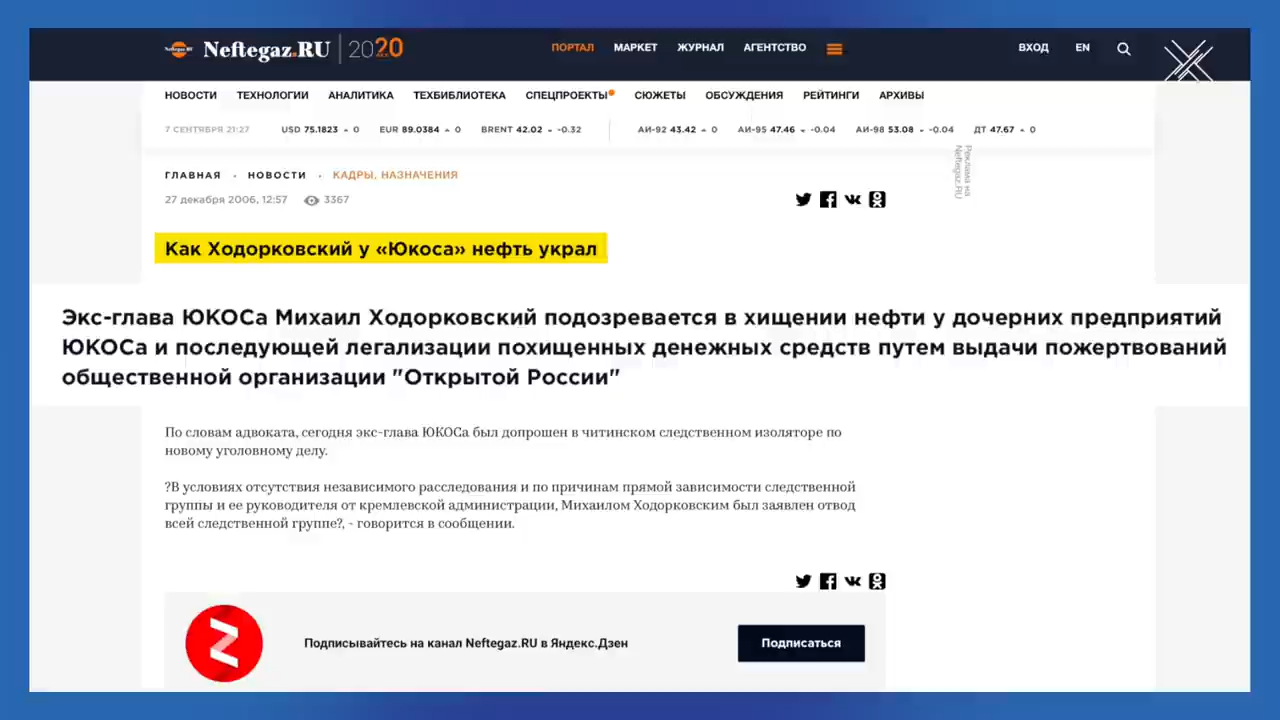 Neftegaz.RU 2020
ПОРТАЛ МАРКЕТ ЖУРНАЛ АГЕНТСТВО
ВХОД EN
НОВОСТИ ТЕХНОЛОГИИ АНАЛИТИКА ТЕХБИБЛИОТЕКА СПЕЦПРОЕКТЫ СЮЖЕТЫ ОБСУЖДЕНИЯ РЕЙТИНГИ АРХИВЫ
7 СЕНТЯБРЯ 21:27 USD 75.1823 0 EUR 89.0384 0 BRENT 42.02 -0.32 АИ-92 43.42 0 АИ-95 47.46 -0.04 АИ-98 53.08 -0.04 ДТ 47.67 0
Реклама на
Neftegaz.RU
ГЛАВНАЯ · НОВОСТИ · КАДРЫ, НАЗНАЧЕНИЯ
27 декабря 2006, 12:57 3367
Как Ходорковский у «Юкоса» нефть украл
Экс-глава ЮКОСа Михаил Ходорковский подозревается в хищении нефти у дочерних предприятий
ЮКОСа и последующей легализации похищенных денежных средств путем выдачи пожертвований
общественной организации "Открытой России"
По словам адвоката, сегодня экс-глава ЮКОСа был допрошен в читинском следственном изоляторе по
новому уголовному делу.
?В условиях отсутствия независимого расследования и по причинам прямой зависимости следственной
группы и ее руководителя от кремлевской администрации, Михаилом Ходорковским был заявлен отвод
всей следственной группе?, - говорится в сообщении.
Подписывайтесь на канал Neftegaz.RU в Яндекс.Дзен
Подписаться